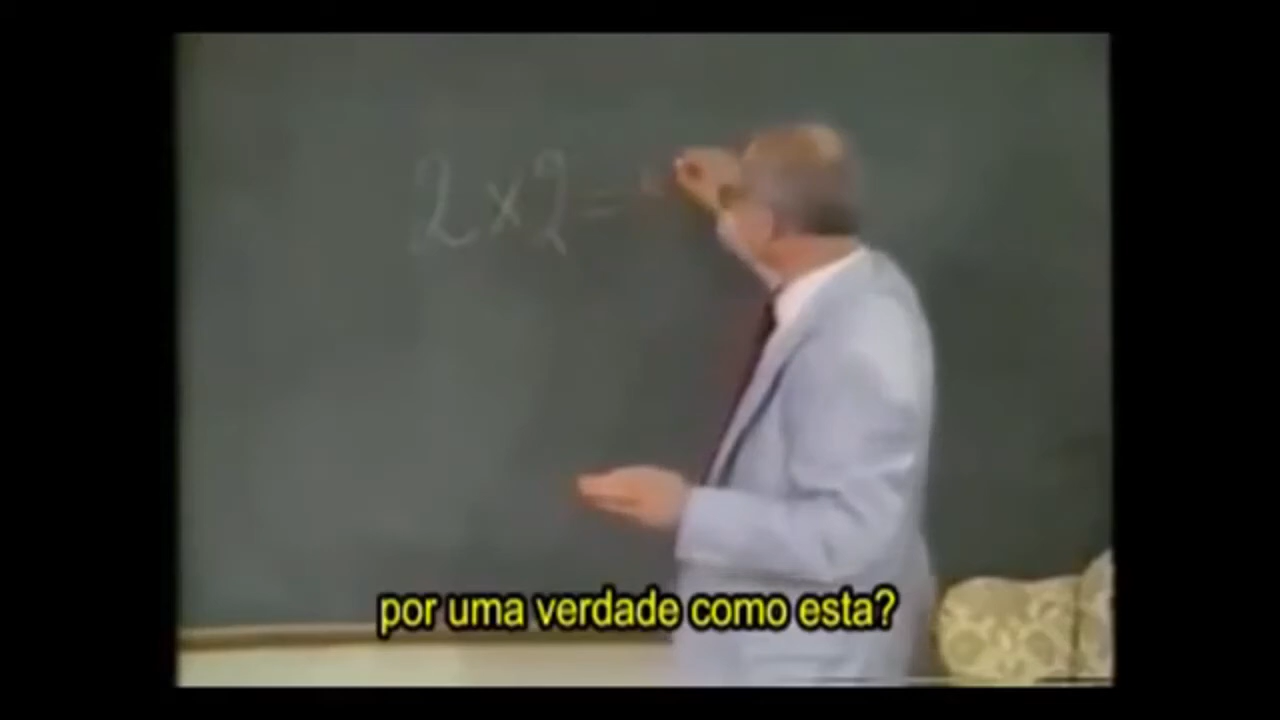 2 x 2 =
por uma verdade como esta?